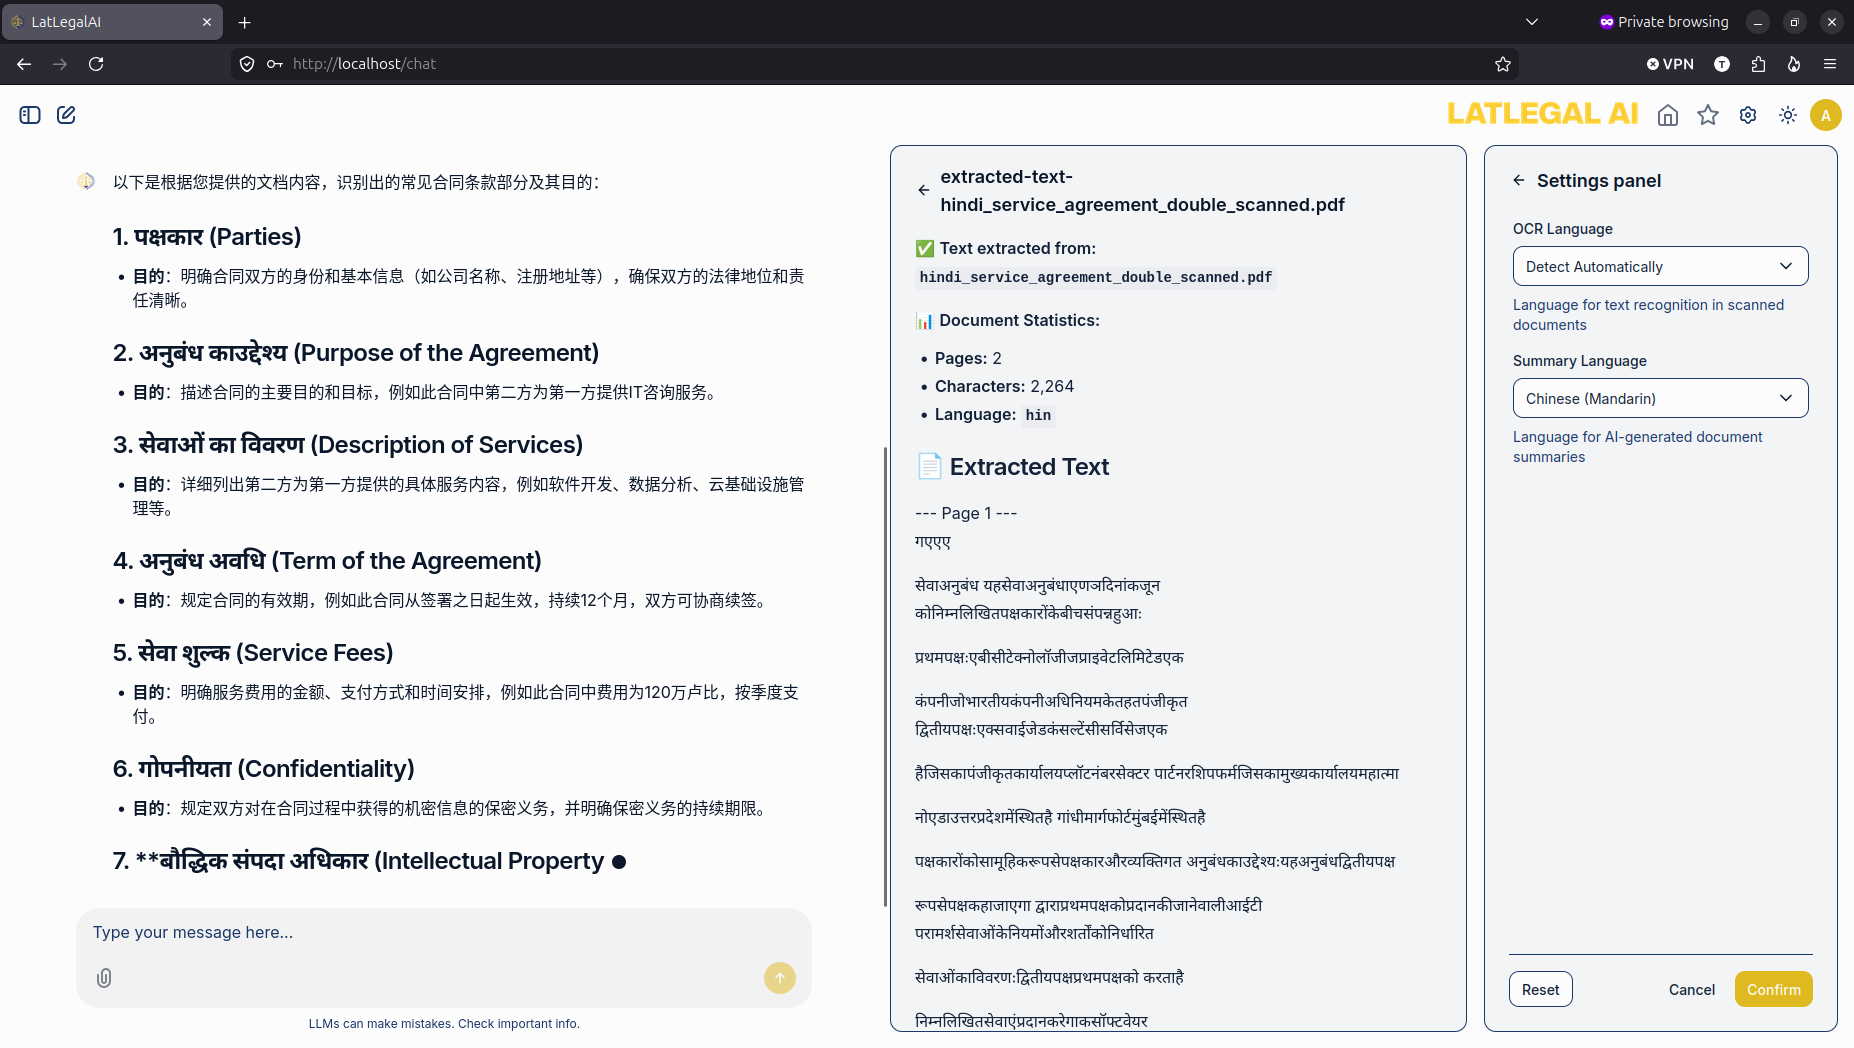 LatLegalAI
Private browsing
http://localhost/chat
VPN
T
LATLEGAL AI
A
以下是根据您提供的文档内容，识别出的常见合同条款部分及其目的：
1. पक्षकार (Parties)
• 目的：明确合同双方的身份和基本信息（如公司名称、注册地址等），确保双方的法律地位和责
任清晰。
2. अनुबंध काउद्देश्य (Purpose of the Agreement)
• 目的：描述合同的主要目的和目标，例如此合同中第二方为第一方提供IT咨询服务。
3. सेवाओं का विवरण (Description of Services)
• 目的：详细列出第二方为第一方提供的具体服务内容，例如软件开发、数据分析、云基础设施管
理等。
4. अनुबंध अवधि (Term of the Agreement)
• 目的：规定合同的有效期，例如此合同从签署之日起生效，持续12个月，双方可协商续签。
5. सेवा शुल्क (Service Fees)
• 目的：明确服务费用的金额、支付方式和时间安排，例如此合同中费用为120万卢比，按季度支
付。
6. गोपनीयता (Confidentiality)
• 目的：规定双方对在合同过程中获得的机密信息的保密义务，并明确保密义务的持续期限。
7. **बौद्धिक संपदा अधिकार (Intellectual Property ●
Type your message here...
LLMs can make mistakes. Check important info.
extracted-text-
hindi_service_agreement_double_scanned.pdf
✅ Text extracted from:
hindi_service_agreement_double_scanned.pdf
📊 Document Statistics:
• Pages: 2
• Characters: 2,264
• Language: hin
📄 Extracted Text
--- Page 1 ---
गएएए
सेवाअनुबंध यहसेवाअनुबंधाएणञदिनांकजून
कोनिम्नलिखितपक्षकारोंकेबीचसंपन्नहुआः
प्रथमपक्ष:एबीसीटेक्नोलॉजीजप्राइवेटलिमिटेडएक
कंपनीजोभारतीयकंपनीअधिनियमकेतहतपंजीकृत
द्वितीयपक्ष:एक्सवाईजेडकंसल्टेंसीसर्विसेजएक
हैजिसकापंजीकृतकार्यालयप्लॉटनंबरसेक्टर पार्टनरशिपफर्मजिसकामुख्यकार्यालयमहात्मा
नोएडाउत्तरप्रदेशमेंस्थितहै गांधीमार्गफोर्टमुंबईमेंस्थितहै
पक्षकारोंकोसामूहिकरूपसेपक्षकारऔरव्यक्तिगत अनुबंधकाउद्देश्य:यहअनुबंधद्वितीयपक्ष
रूपसेपक्षकहाजाएगा द्वाराप्रथमपक्षकोप्रदानकीजानेवालीआईटी
परामर्शसेवाओंकेनियमोंऔरशर्तोंकोनिर्धारित
सेवाओंकाविवरण:द्वितीयपक्षप्रथमपक्षको करताहै
निम्नलिखितसेवाएंप्रदानकरेगाकसॉफ्टवेयर
Settings panel
OCR Language
Detect Automatically
Language for text recognition in scanned
documents
Summary Language
Chinese (Mandarin)
Language for AI-generated document
summaries
Reset
Cancel
Confirm